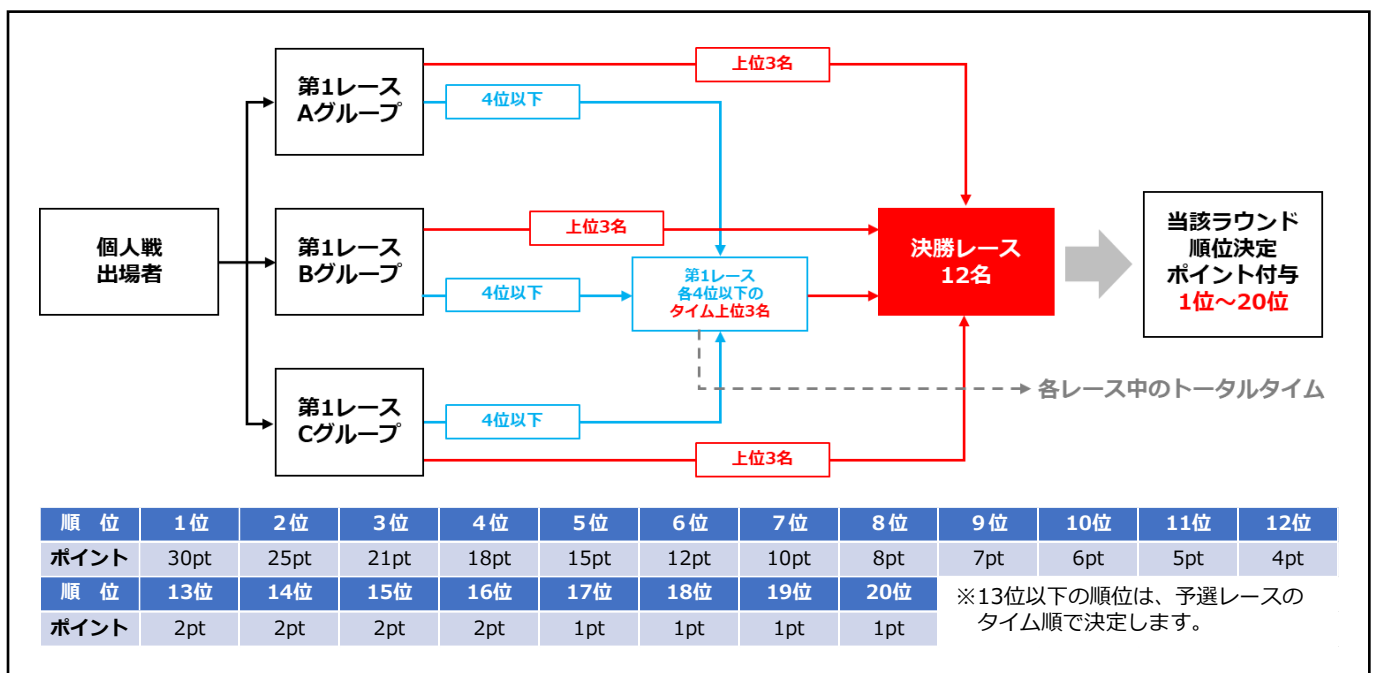 上位3名
第1レース
Aグループ
4位以下
個人戦
出場者
第1レース
Bグループ
上位3名
4位以下
第1レース
各4位以下の
タイム上位3名
決勝レース
12名
当該ラウンド
順位決定
ポイント付与
1位～20位
各レース中のトータルタイム
第1レース
Cグループ
4位以下
上位3名
順　位 1位 2位 3位 4位 5位 6位 7位 8位 9位 10位 11位 12位
ポイント 30pt 25pt 21pt 18pt 15pt 12pt 10pt 8pt 7pt 6pt 5pt 4pt
順　位 13位 14位 15位 16位 17位 18位 19位 20位
ポイント 2pt 2pt 2pt 2pt 1pt 1pt 1pt 1pt
※13位以下の順位は、予選レースの
タイム順で決定します。